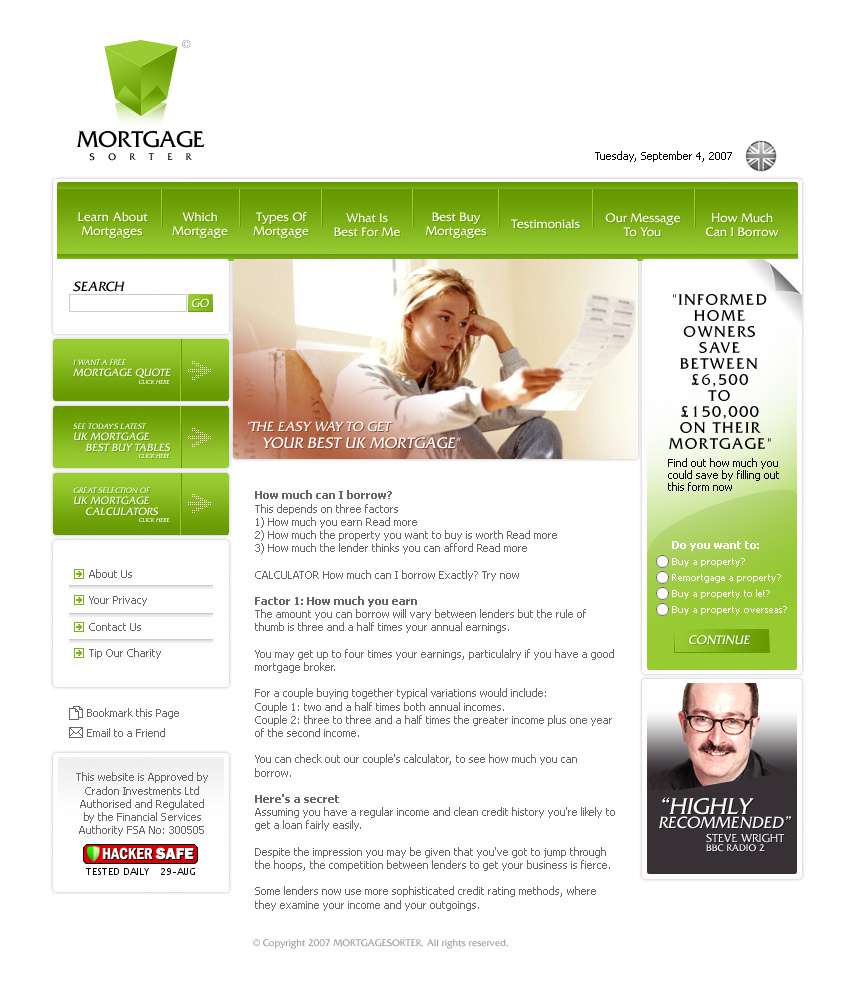 ©
MORTGAGE
SORTER
Tuesday, September 4, 2007
Learn About
Mortgages
Which
Mortgage
Types Of
Mortgage
What Is
Best For Me
Best Buy
Mortgages
Testimonials
Our Message
To You
How Much
Can I Borrow
SEARCH
GO
I WANT A FREE
MORTGAGE QUOTE
CLICK HERE
SEE TODAY'S LATEST
UK MORTGAGE
BEST BUY TABLES
CLICK HERE
GREAT SELECTION OF
UK MORTGAGE
CALCULATORS
CLICK HERE
About Us
Your Privacy
Contact Us
Tip Our Charity
Bookmark this Page
Email to a Friend
This website is Approved by
Cradon Investments Ltd
Authorised and Regulated
by the Financial Services
Authority FSA No: 300505
HACKER SAFE
TESTED DAILY 29-AUG
"THE EASY WAY TO GET
YOUR BEST UK MORTGAGE"
How much can I borrow?
This depends on three factors
1) How much you earn Read more
2) How much the property you want to buy is worth Read more
3) How much the lender thinks you can afford Read more
CALCULATOR How much can I borrow Exactly? Try now
Factor 1: How much you earn
The amount you can borrow will vary between lenders but the rule of
thumb is three and a half times your annual earnings.
You may get up to four times your earnings, particulalry if you have a good
mortgage broker.
For a couple buying together typical variations would include:
Couple 1: two and a half times both annual incomes.
Couple 2: three to three and a half times the greater income plus one year
of the second income.
You can check out our couple's calculator, to see how much you can
borrow.
Here's a secret
Assuming you have a regular income and clean credit history you're likely to
get a loan fairly easily.
Despite the impression you may be given that you've got to jump through
the hoops, the competition between lenders to get your business is fierce.
Some lenders now use more sophisticated credit rating methods, where
they examine your income and your outgoings.
© Copyright 2007 MORTGAGESORTER. All rights reserved.
"INFORMED
HOME
OWNERS
SAVE
BETWEEN
£6,500
TO
£150,000
ON THEIR
MORTGAGE"
Find out how much you
could save by filling out
this form now
Do you want to:
Buy a property?
Remortgage a property?
Buy a property to let?
Buy a property overseas?
CONTINUE
"HIGHLY
RECOMMENDED"
STEVE WRIGHT
BBC RADIO 2